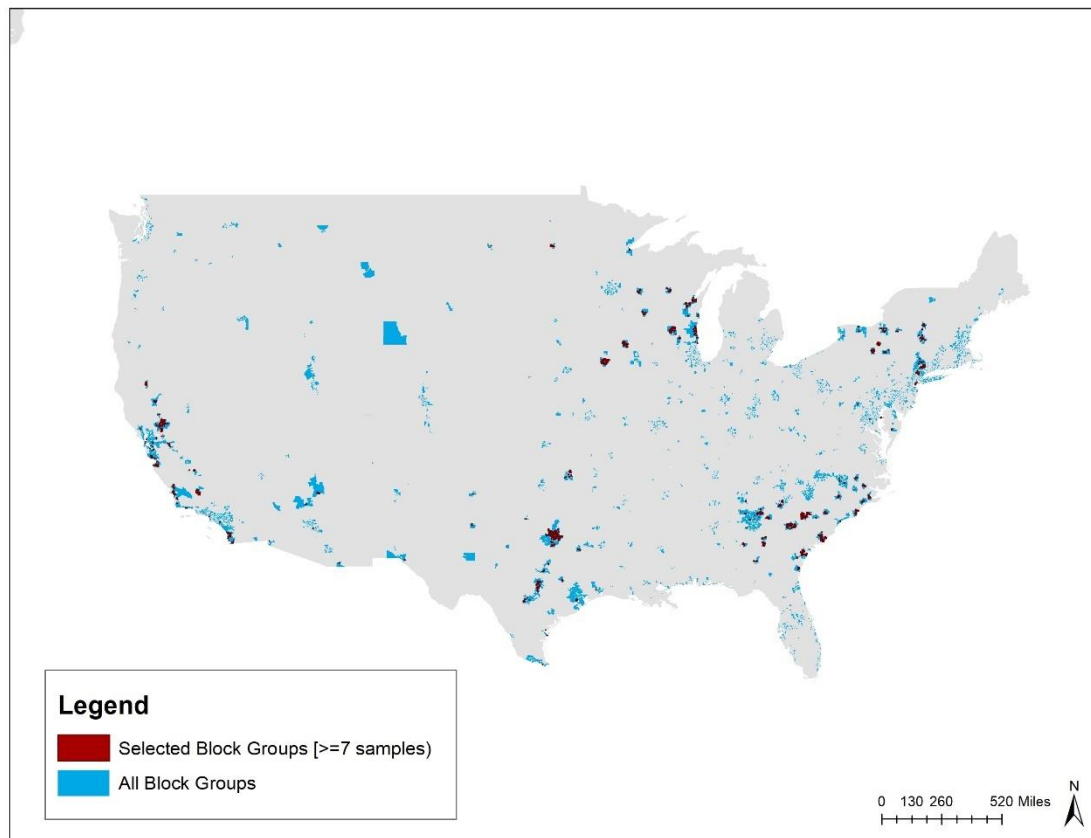 Legend
Selected Block Groups [>=7 samples)
All Block Groups
N
0 130 260 520 Miles